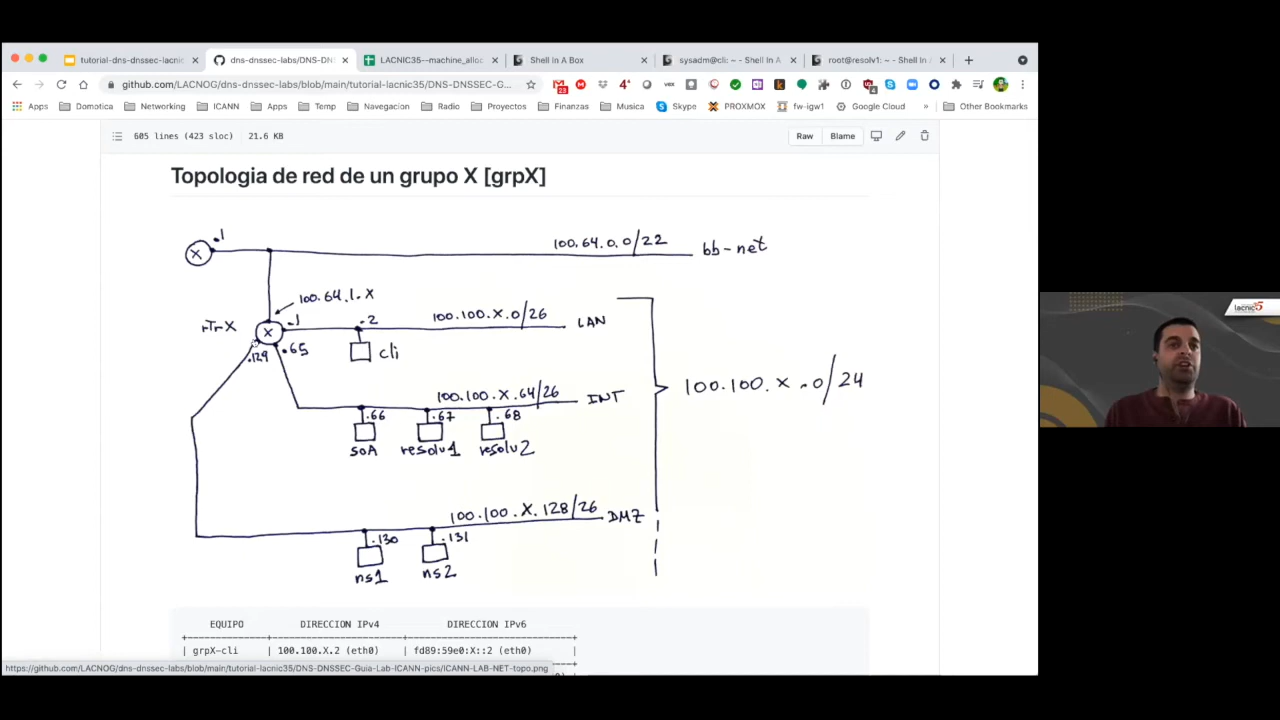 tutorial-dns-dnssec-lacnic
dns-dnssec-labs/DNS-DNSS
LACNIC35--machine_alloc
Shell In A Box
sysadm@cli: ~ - Shell In A
root@resolv1: ~ - Shell In
github.com/LACNOG/dns-dnssec-labs/blob/main/tutorial-lacnic35/DNS-DNSSEC-G...
Apps
Domotica
Networking
ICANN
Apps
Temp
Navegacion
Radio
Proyectos
Finanzas
Musica
Skype
PROXMOX
fw-igw1
Google Cloud
»
Other Bookmarks
605 lines (423 sloc)
21.6 KB
Raw
Blame
Topologia de red de un grupo X [grpX]
.1
100.64.0.0/22
bb-net
100.64.1.X
rTrX
.1
.2
100.100.X.0/26
LAN
.129
.65
cli
100.100.X.0/24
100.100.X.64/26
INT
.66
.67
.68
soA
resolv1
resolv2
100.100.X.128/26
DMZ
.130
.131
ns1
ns2
EQUIPO DIRECCION IPv4 DIRECCION IPv6
+---------------+----------------------+-----------------------------+
| grpX-cli | 100.100.X.2 (eth0) | fd89:59e0:X::2 (eth0) |
https://github.com/LACNOG/dns-dnssec-labs/blob/main/tutorial-lacnic35/DNS-DNSSEC-Guia-Lab-ICANN-pics/ICANN-LAB-NET-topo.png